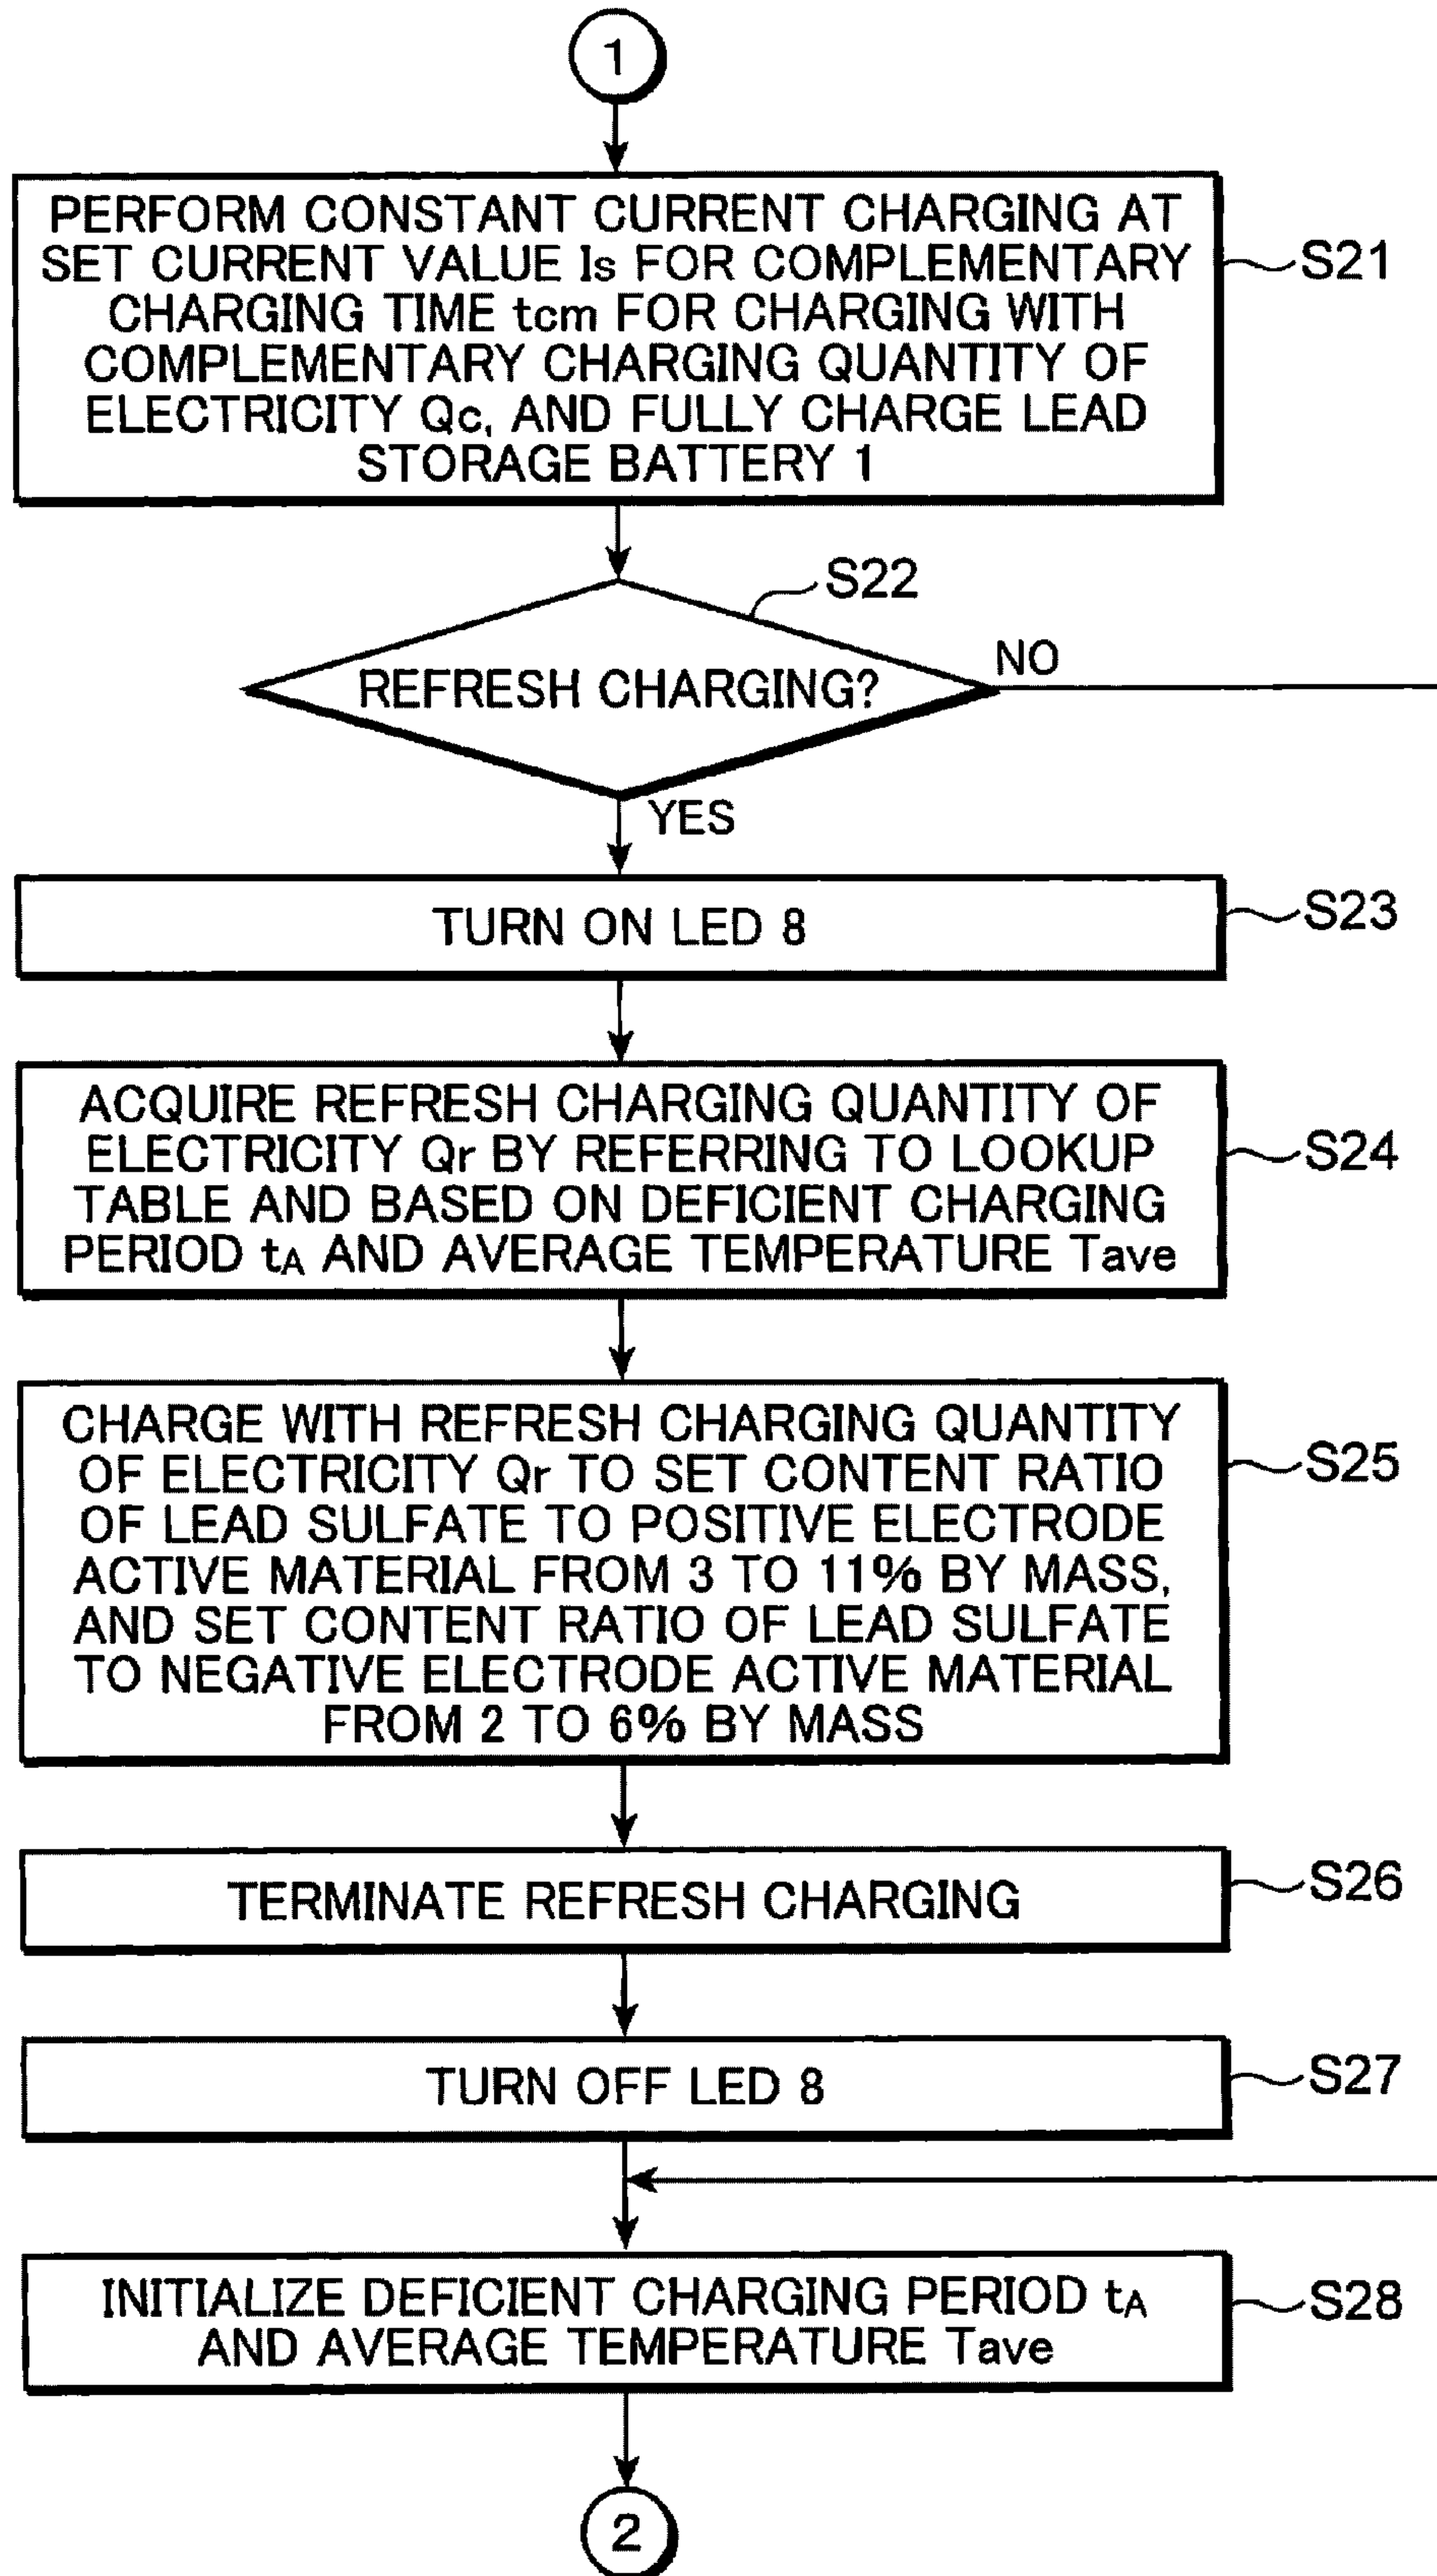 1
PERFORM CONSTANT CURRENT CHARGING AT
SET CURRENT VALUE Is FOR COMPLEMENTARY
CHARGING TIME tcm FOR CHARGING WITH
COMPLEMENTARY CHARGING QUANTITY OF
ELECTRICITY Qc, AND FULLY CHARGE LEAD
STORAGE BATTERY 1
S21
S22
REFRESH CHARGING?
NO
YES
TURN ON LED 8
S23
ACQUIRE REFRESH CHARGING QUANTITY OF
ELECTRICITY Qr BY REFERRING TO LOOKUP
TABLE AND BASED ON DEFICIENT CHARGING
PERIOD tA AND AVERAGE TEMPERATURE Tave
S24
CHARGE WITH REFRESH CHARGING QUANTITY
OF ELECTRICITY Qr TO SET CONTENT RATIO
OF LEAD SULFATE TO POSITIVE ELECTRODE
ACTIVE MATERIAL FROM 3 TO 11% BY MASS,
AND SET CONTENT RATIO OF LEAD SULFATE
TO NEGATIVE ELECTRODE ACTIVE MATERIAL
FROM 2 TO 6% BY MASS
S25
TERMINATE REFRESH CHARGING
S26
TURN OFF LED 8
S27
INITIALIZE DEFICIENT CHARGING PERIOD tA
AND AVERAGE TEMPERATURE Tave
S28
2